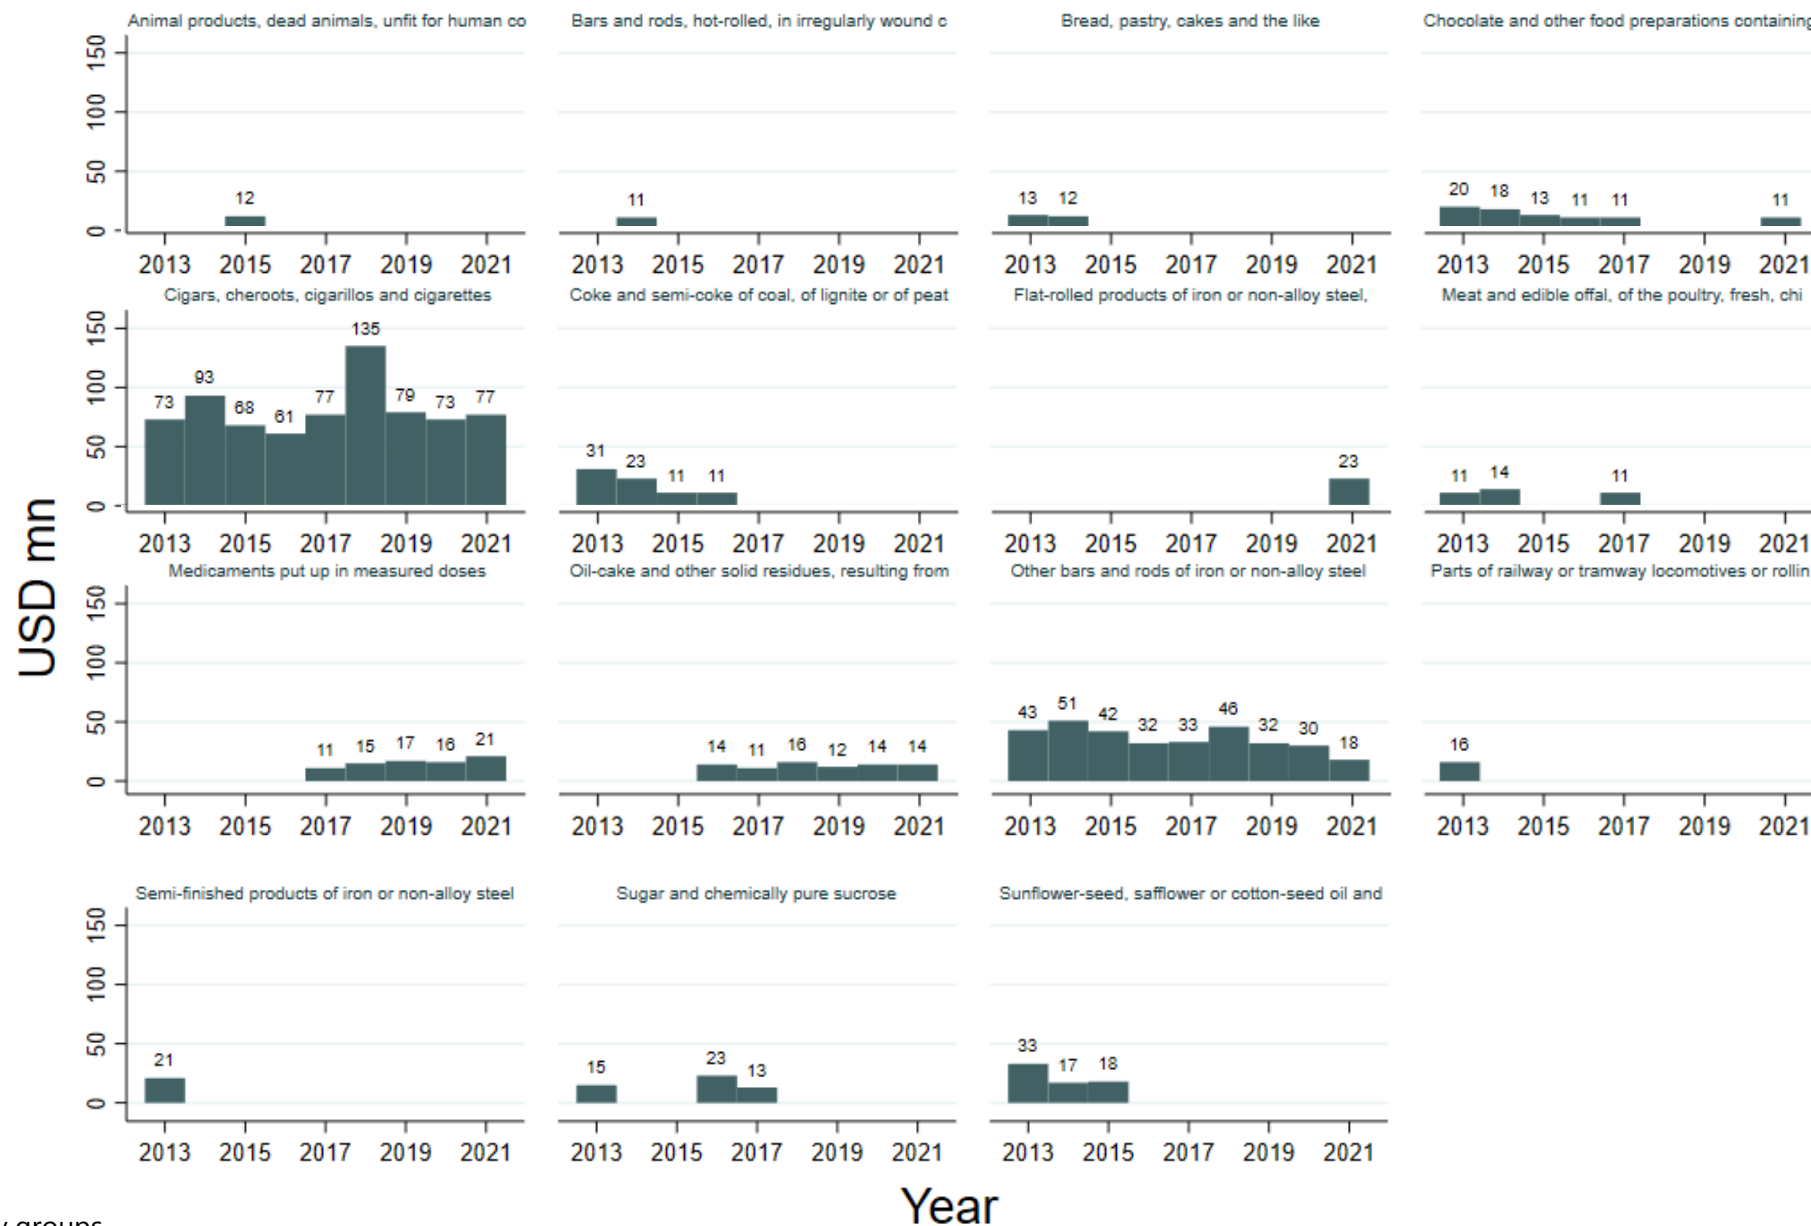 Animal products, dead animals, unfit for human co
Bars and rods, hot-rolled, in irregularly wound c
Bread, pastry, cakes and the like
Chocolate and other food preparations containing
150
100
50
0
12
11
13 12
20 18 13 11 11 11
2013 2015 2017 2019 2021
2013 2015 2017 2019 2021
2013 2015 2017 2019 2021
2013 2015 2017 2019 2021
Cigars, cheroots, cigarillos and cigarettes
Coke and semi-coke of coal, of lignite or of peat
Flat-rolled products of iron or non-alloy steel,
Meat and edible offal, of the poultry, fresh, chi
150
100
50
0
73 93 68 61 77 135 79 73 77
31 23 11 11
23
11 14 11
2013 2015 2017 2019 2021
2013 2015 2017 2019 2021
2013 2015 2017 2019 2021
2013 2015 2017 2019 2021
USD mn
Medicaments put up in measured doses
Oil-cake and other solid residues, resulting from
Other bars and rods of iron or non-alloy steel
Parts of railway or tramway locomotives or rollin
150
100
50
0
11 15 17 16 21
14 11 16 12 14 14
43 51 42 32 33 46 32 30 18
16
2013 2015 2017 2019 2021
2013 2015 2017 2019 2021
2013 2015 2017 2019 2021
2013 2015 2017 2019 2021
Semi-finished products of iron or non-alloy steel
Sugar and chemically pure sucrose
Sunflower-seed, safflower or cotton-seed oil and
150
100
50
0
21
15 23 13
33 17 18
2013 2015 2017 2019 2021
2013 2015 2017 2019 2021
2013 2015 2017 2019 2021
Year
groups